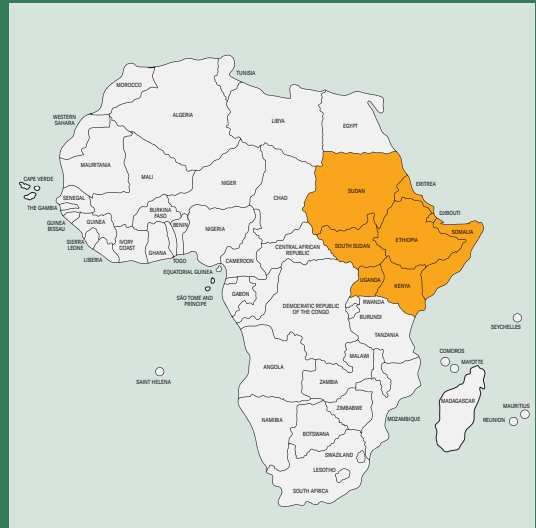 TUNISIA
MOROCCO
ALGERIA
LIBYA
EGYPT
WESTERN
SAHARA
MAURITANIA
MALI
NIGER
CHAD
SUDAN
ERITREA
CAPE VERDE
SENEGAL
THE GAMBIA
GUINEA
BISSAU
GUINEA
BURKINA
FASO
BENIN
NIGERIA
DJIBOUTI
SOMALIA
ETHIOPIA
SOUTH SUDAN
SIERRA
LEONE
IVORY
COAST
GHANA
LIBERIA
TOGO
CAMEROON
CENTRAL AFRICAN
REPUBLIC
EQUATORIAL GUINEA
UGANDA
KENYA
SÃO TOMÉ AND
PRÍNCIPE
GABON
DEMOCRATIC REPUBLIC
OF THE CONGO
RWANDA
BURUNDI
TANZANIA
SEYCHELLES
COMOROS
MAYOTTE
MALAWI
ANGOLA
ZAMBIA
SAINT HELENA
MADAGASCAR
MAURITIUS
REUNION
ZIMBABWE
MOZAMBIQUE
NAMIBIA
BOTSWANA
SWAZILAND
LESOTHO
SOUTH AFRICA